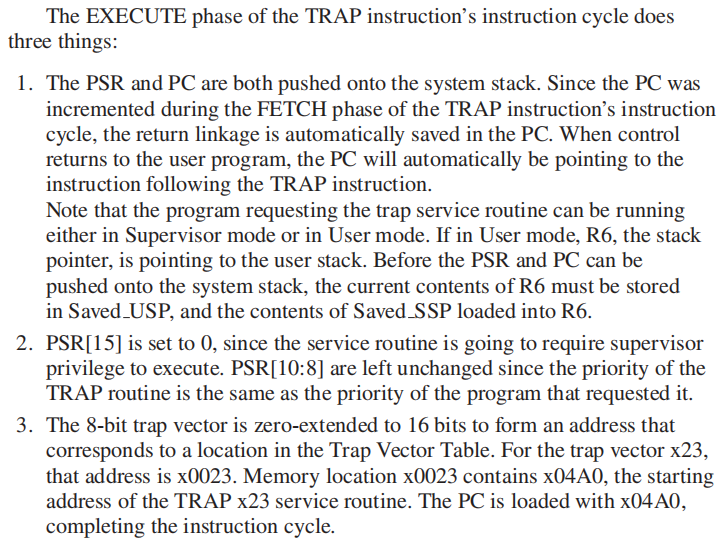 The EXECUTE phase of the TRAP instruction’s instruction cycle does
three things:
1. The PSR and PC are both pushed onto the system stack. Since the PC was
incremented during the FETCH phase of the TRAP instruction’s instruction
cycle, the return linkage is automatically saved in the PC. When control
returns to the user program, the PC will automatically be pointing to the
instruction following the TRAP instruction.
Note that the program requesting the trap service routine can be running
either in Supervisor mode or in User mode. If in User mode, R6, the stack
pointer, is pointing to the user stack. Before the PSR and PC can be
pushed onto the system stack, the current contents of R6 must be stored
in Saved_USP, and the contents of Saved_SSP loaded into R6.
2. PSR[15] is set to 0, since the service routine is going to require supervisor
privilege to execute. PSR[10:8] are left unchanged since the priority of the
TRAP routine is the same as the priority of the program that requested it.
3. The 8-bit trap vector is zero-extended to 16 bits to form an address that
corresponds to a location in the Trap Vector Table. For the trap vector x23,
that address is x0023. Memory location x0023 contains x04A0, the starting
address of the TRAP x23 service routine. The PC is loaded with x04A0,
completing the instruction cycle.